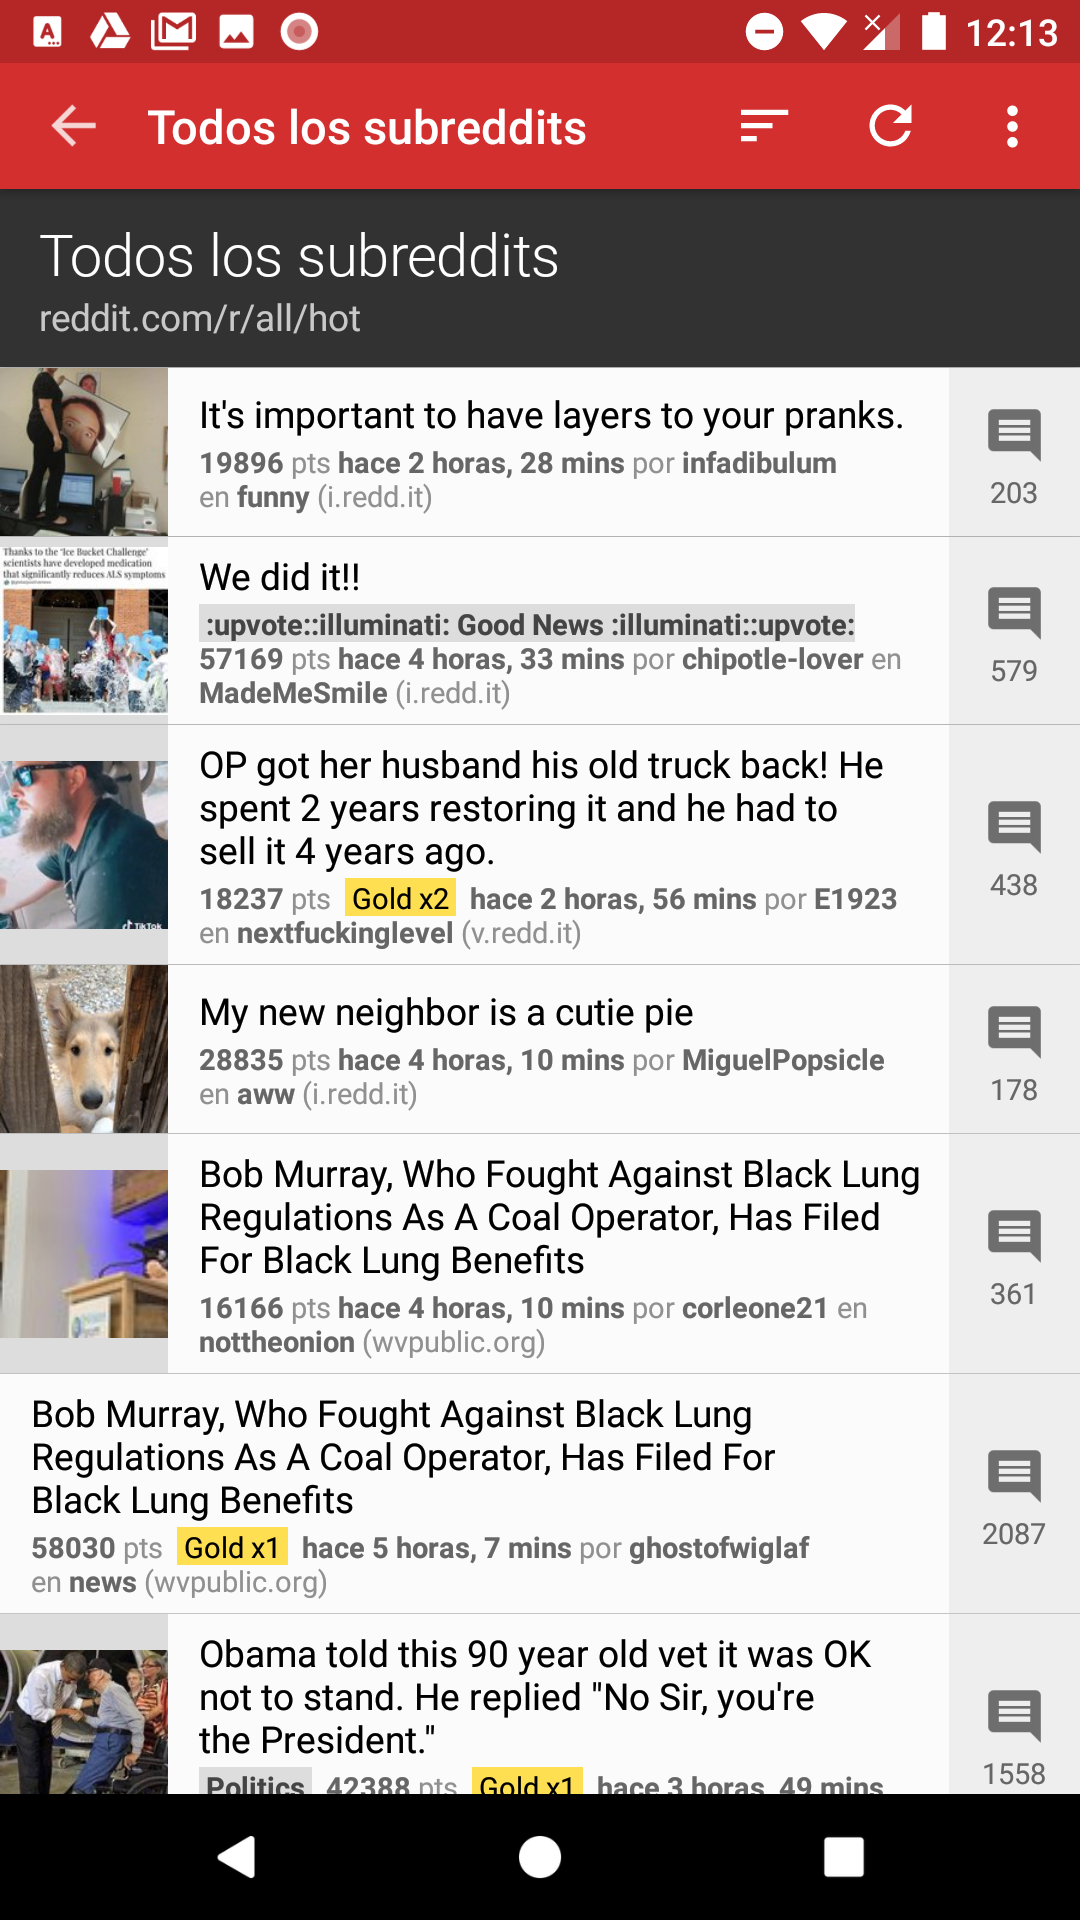 12:13
Todos los subreddits
Todos los subreddits
reddit.com/r/all/hot
It's important to have layers to your pranks.
19896 pts hace 2 horas, 28 mins por infadibulum
en funny (i.redd.it)
203
Thanks to the 'Ice Bucket Challenge'
scientists have developed medication
that significantly reduces ALS symptoms
We did it!!
:upvote::illuminati: Good News :illuminati::upvote:
57169 pts hace 4 horas, 33 mins por chipotle-lover en
MadeMeSmile (i.redd.it)
579
TikTok
OP got her husband his old truck back! He
spent 2 years restoring it and he had to
sell it 4 years ago.
18237 pts Gold x2 hace 2 horas, 56 mins por E1923
en nextfuckinglevel (v.redd.it)
438
My new neighbor is a cutie pie
28835 pts hace 4 horas, 10 mins por MiguelPopsicle
en aww (i.redd.it)
178
Bob Murray, Who Fought Against Black Lung
Regulations As A Coal Operator, Has Filed
For Black Lung Benefits
16166 pts hace 4 horas, 10 mins por corleone21 en
nottheonion (wvpublic.org)
361
Bob Murray, Who Fought Against Black Lung
Regulations As A Coal Operator, Has Filed For
Black Lung Benefits
58030 pts Gold x1 hace 5 horas, 7 mins por ghostofwiglaf
en news (wvpublic.org)
2087
Obama told this 90 year old vet it was OK
not to stand. He replied "No Sir, you're
the President."
Politics 42388 pts Gold x1 hace 3 horas, 49 mins
1558